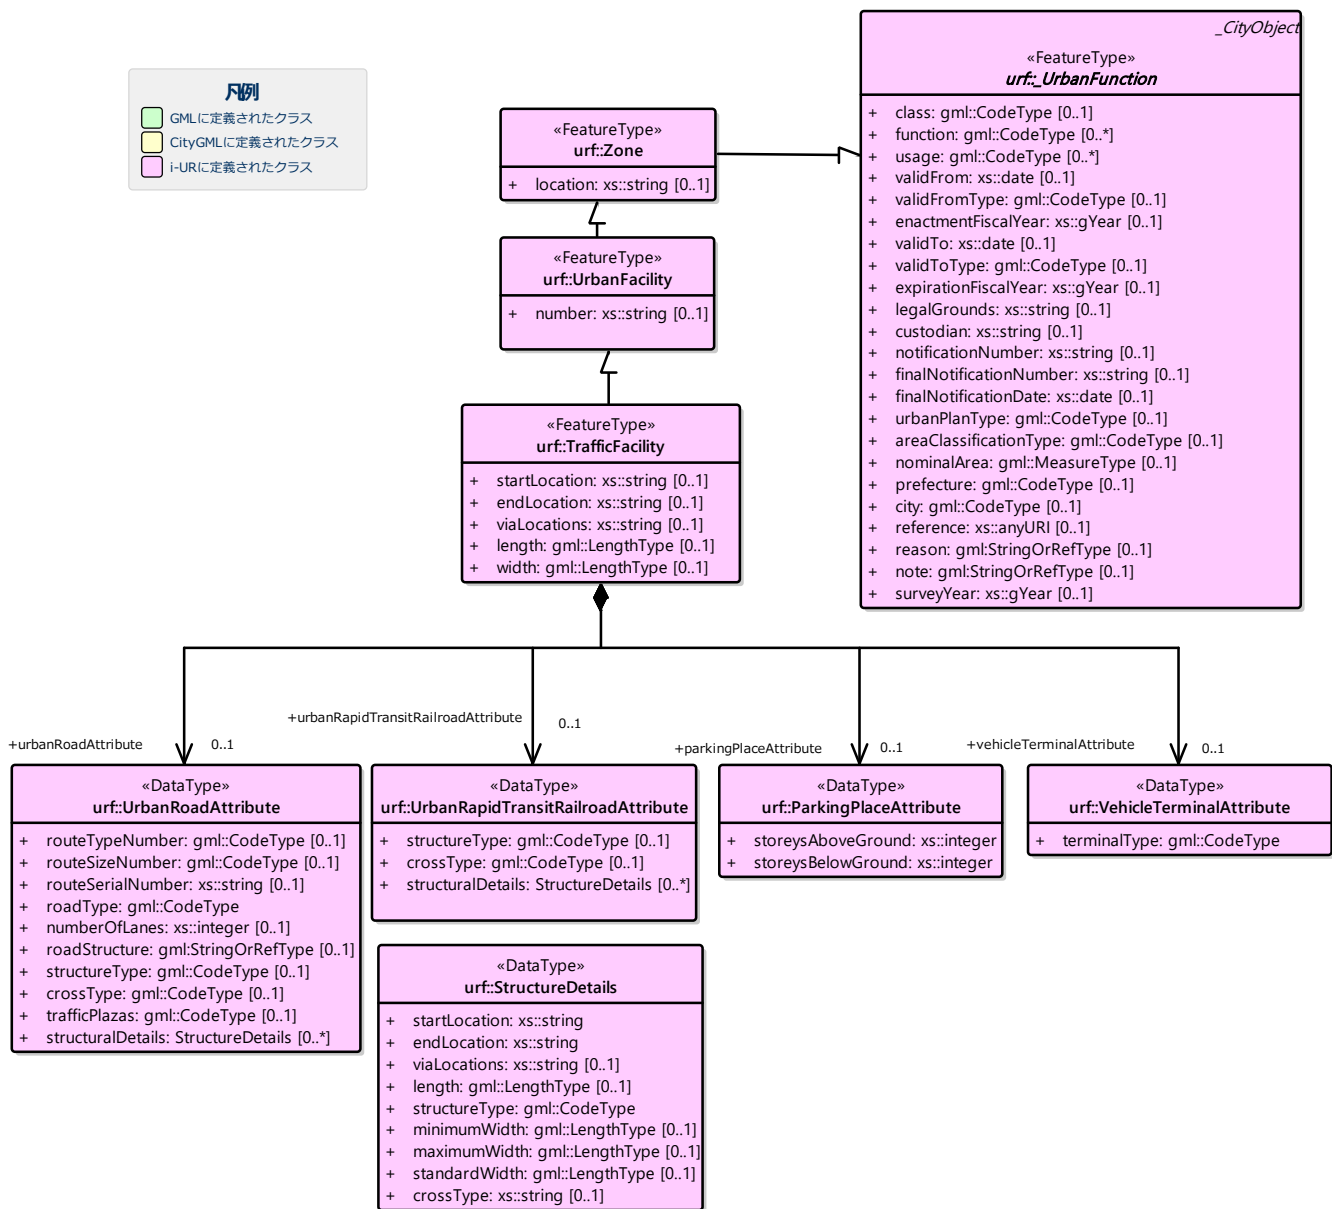 凡例
GMLに定義されたクラス
CityGMLに定義されたクラス
i-URに定義されたクラス
_CityObject
«FeatureType»
urf::_UrbanFunction
+ class: gml::CodeType [0..1]
+ function: gml::CodeType [0..*]
+ usage: gml::CodeType [0..*]
+ validFrom: xs::date [0..1]
+ validFromType: gml::CodeType [0..1]
+ enactmentFiscalYear: xs::gYear [0..1]
+ validTo: xs::date [0..1]
+ validToType: gml::CodeType [0..1]
+ expirationFiscalYear: xs::gYear [0..1]
+ legalGrounds: xs::string [0..1]
+ custodian: xs::string [0..1]
+ notificationNumber: xs::string [0..1]
+ finalNotificationNumber: xs::string [0..1]
+ finalNotificationDate: xs::date [0..1]
+ urbanPlanType: gml::CodeType [0..1]
+ areaClassificationType: gml::CodeType [0..1]
+ nominalArea: gml::MeasureType [0..1]
+ prefecture: gml::CodeType [0..1]
+ city: gml::CodeType [0..1]
+ reference: xs::anyURI [0..1]
+ reason: gml:StringOrRefType [0..1]
+ note: gml:StringOrRefType [0..1]
+ surveyYear: xs::gYear [0..1]
«FeatureType»
urf::Zone
+ location: xs::string [0..1]
«FeatureType»
urf::UrbanFacility
+ number: xs::string [0..1]
«FeatureType»
urf::TrafficFacility
+ startLocation: xs::string [0..1]
+ endLocation: xs::string [0..1]
+ viaLocations: xs::string [0..1]
+ length: gml::LengthType [0..1]
+ width: gml::LengthType [0..1]
+urbanRoadAttribute 0..1
+urbanRapidTransitRailroadAttribute 0..1
+parkingPlaceAttribute 0..1
+vehicleTerminalAttribute 0..1
«DataType»
urf::UrbanRoadAttribute
+ routeTypeNumber: gml::CodeType [0..1]
+ routeSizeNumber: gml::CodeType [0..1]
+ routeSerialNumber: xs::string [0..1]
+ roadType: gml::CodeType
+ numberOfLanes: xs::integer [0..1]
+ roadStructure: gml:StringOrRefType [0..1]
+ structureType: gml::CodeType [0..1]
+ crossType: gml::CodeType [0..1]
+ trafficPlazas: gml::CodeType [0..1]
+ structuralDetails: StructureDetails [0..*]
«DataType»
urf::UrbanRapidTransitRailroadAttribute
+ structureType: gml::CodeType [0..1]
+ crossType: gml::CodeType [0..1]
+ structuralDetails: StructureDetails [0..*]
«DataType»
urf::ParkingPlaceAttribute
+ storeysAboveGround: xs::integer
+ storeysBelowGround: xs::integer
«DataType»
urf::VehicleTerminalAttribute
+ terminalType: gml::CodeType
«DataType»
urf::StructureDetails
+ startLocation: xs::string
+ endLocation: xs::string
+ viaLocations: xs::string [0..1]
+ length: gml::LengthType [0..1]
+ structureType: gml::CodeType
+ minimumWidth: gml::LengthType [0..1]
+ maximumWidth: gml::LengthType [0..1]
+ standardWidth: gml::LengthType [0..1]
+ crossType: xs::string [0..1]